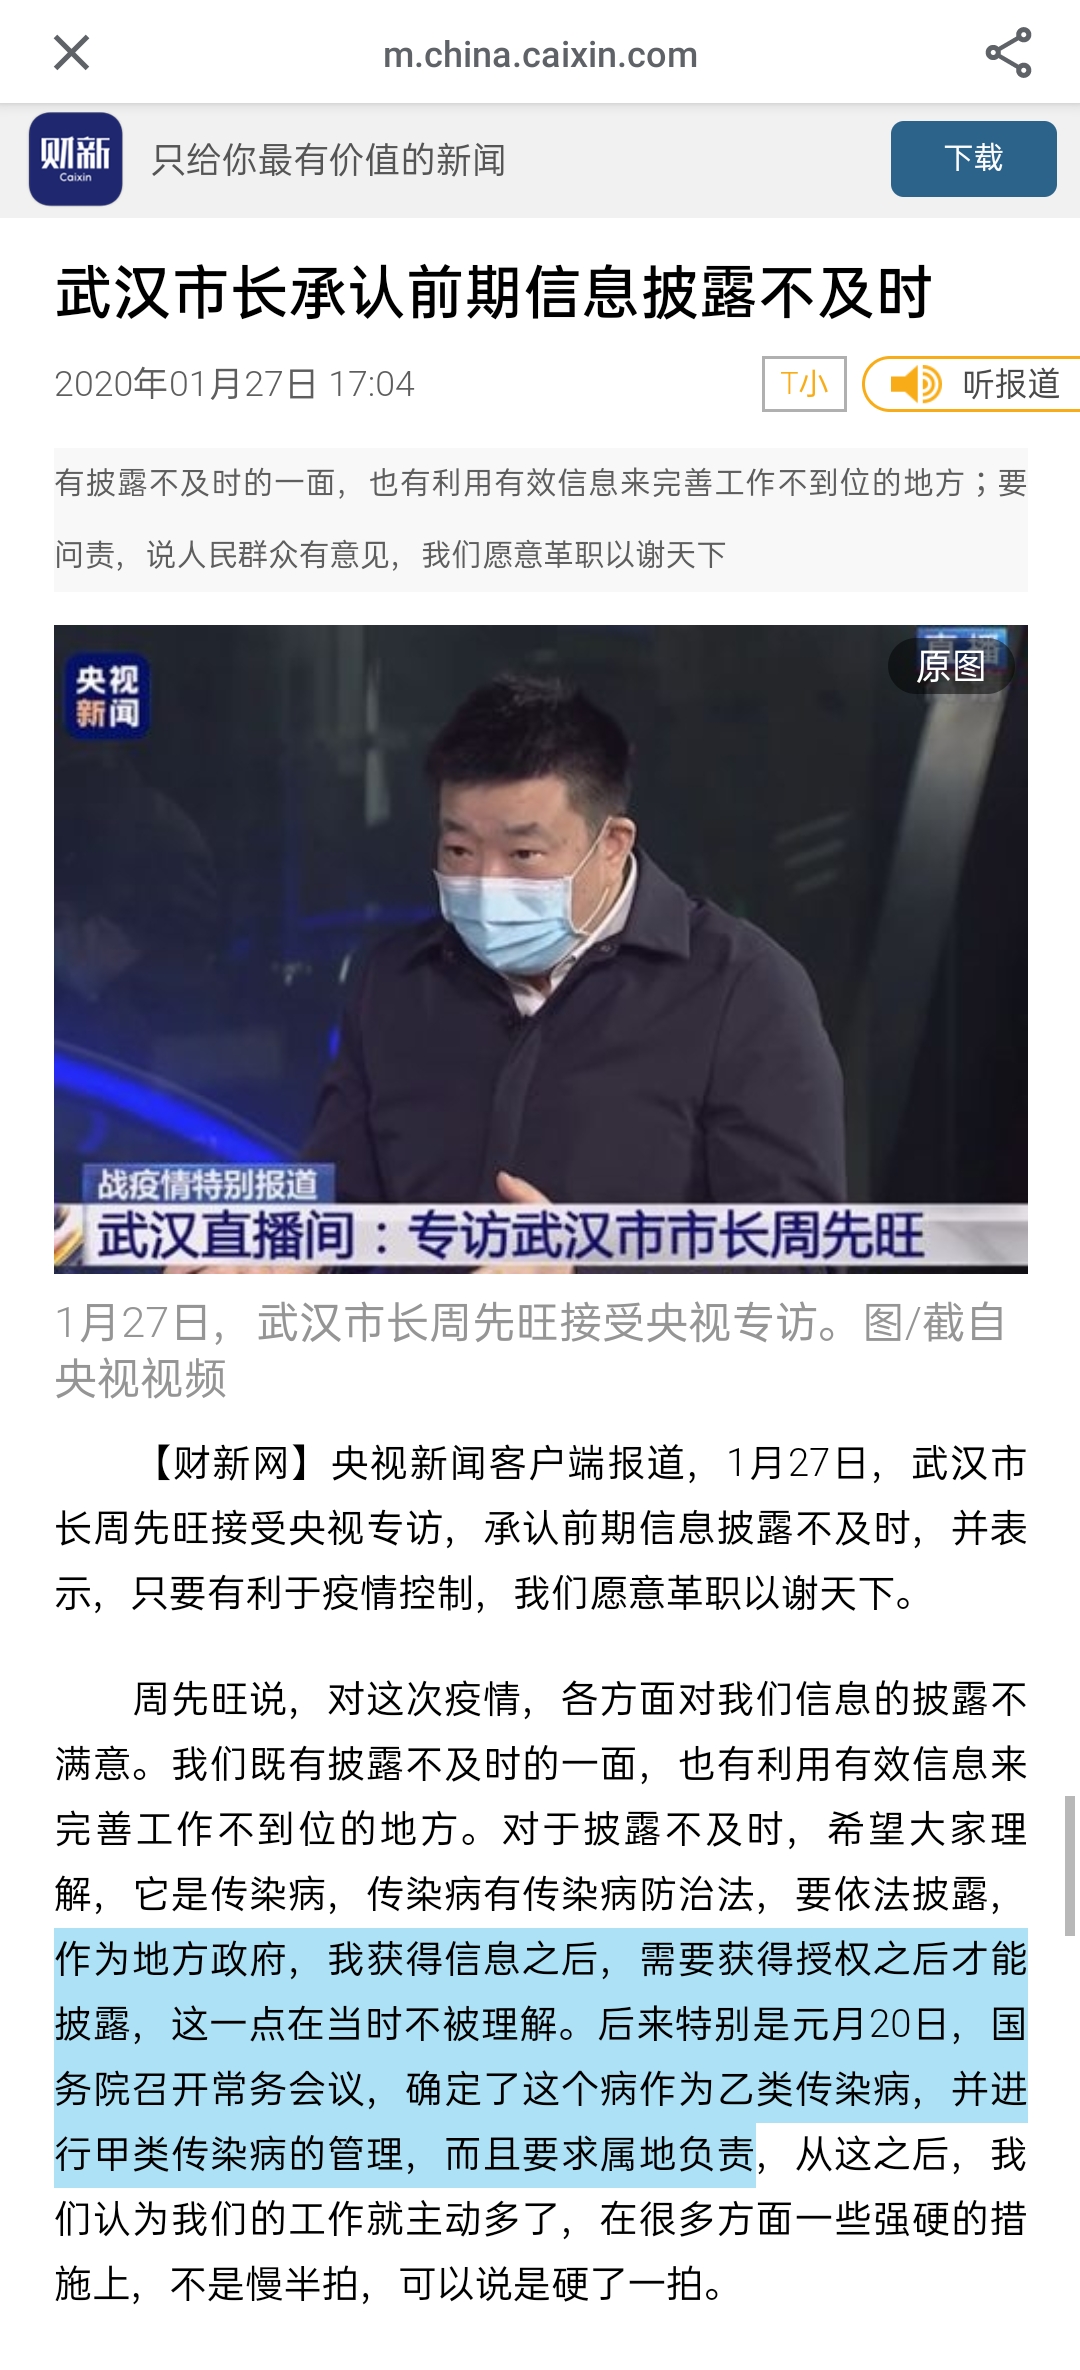 m.china.caixin.com
财新
Caixin
只给你最有价值的新闻
下载
武汉市长承认前期信息披露不及时
2020年01月27日 17:04
T小
听报道
有披露不及时的一面，也有利用有效信息来完善工作不到位的地方；要
问责，说人民群众有意见，我们愿意革职以谢天下
央视
新闻
直播
原图
战疫情特别报道
武汉直播间：专访武汉市市长周先旺
1月27日，武汉市长周先旺接受央视专访。图/截自
央视视频
【财新网】央视新闻客户端报道，1月27日，武汉市
长周先旺接受央视专访，承认前期信息披露不及时，并表
示，只要有利于疫情控制，我们愿意革职以谢天下。
周先旺说，对这次疫情，各方面对我们信息的披露不
满意。我们既有披露不及时的一面，也有利用有效信息来
完善工作不到位的地方。对于披露不及时，希望大家理
解，它是传染病，传染病有传染病防治法，要依法披露，
作为地方政府，我获得信息之后，需要获得授权之后才能
披露，这一点在当时不被理解。后来特别是元月20日，国
务院召开常务会议，确定了这个病作为乙类传染病，并进
行甲类传染病的管理，而且要求属地负责，从这之后，我
们认为我们的工作就主动多了，在很多方面一些强硬的措
施上，不是慢半拍，可以说是硬了一拍。